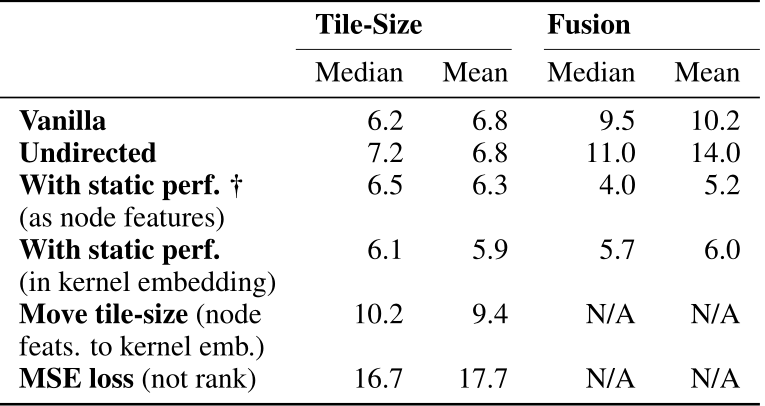 Tile-Size Fusion
Median Mean Median Mean
Vanilla 6.2 6.8 9.5 10.2
Undirected 7.2 6.8 11.0 14.0
With static perf. † 6.5 6.3 4.0 5.2
(as node features)
With static perf. 6.1 5.9 5.7 6.0
(in kernel embedding)
Move tile-size (node 10.2 9.4 N/A N/A
feats. to kernel emb.)
MSE loss (not rank) 16.7 17.7 N/A N/A